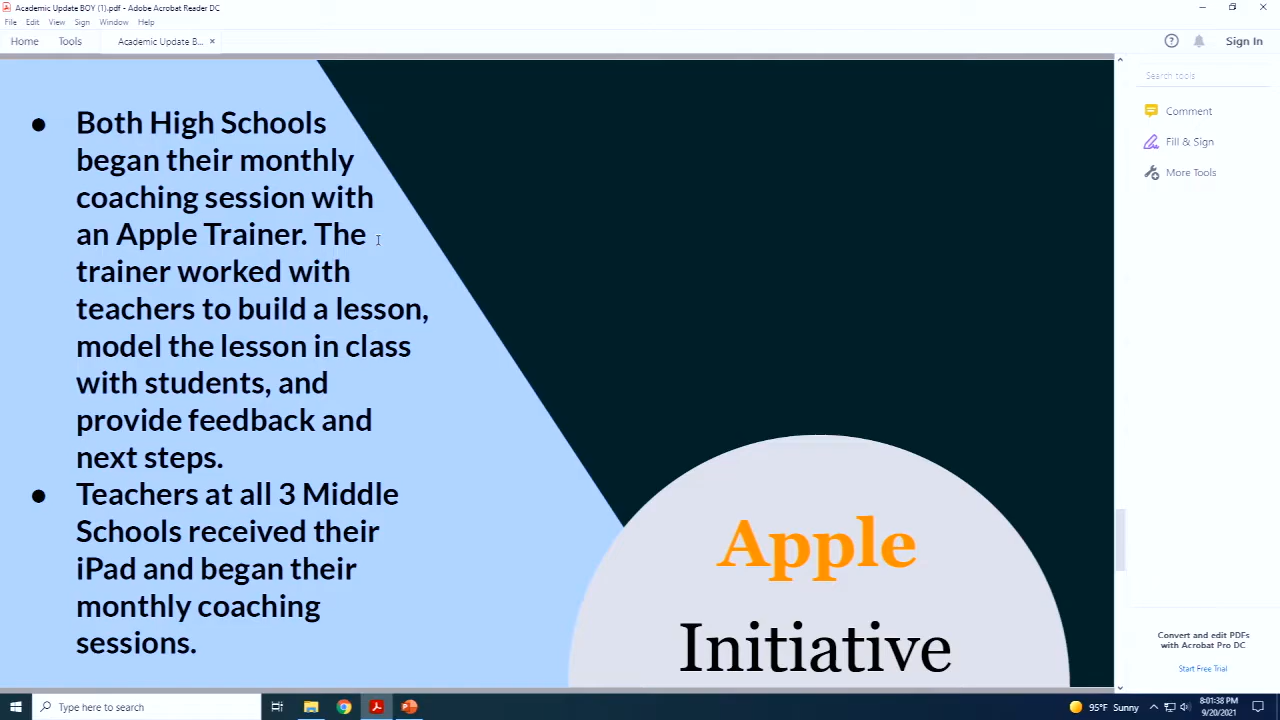 Academic Update BOY (1).pdf - Adobe Acrobat Reader DC
File Edit View Sign Window Help
Home Tools Academic Update B... × Sign In
Search tools
Comment
Fill & Sign
More Tools
● Both High Schools
began their monthly
coaching session with
an Apple Trainer. The
trainer worked with
teachers to build a lesson,
model the lesson in class
with students, and
provide feedback and
next steps.
● Teachers at all 3 Middle
Schools received their
iPad and began their
monthly coaching
sessions.
Apple
Initiative
Convert and edit PDFs
with Acrobat Pro DC
Start Free Trial
Type here to search
95°F Sunny
8:01:38 PM
9/20/2021